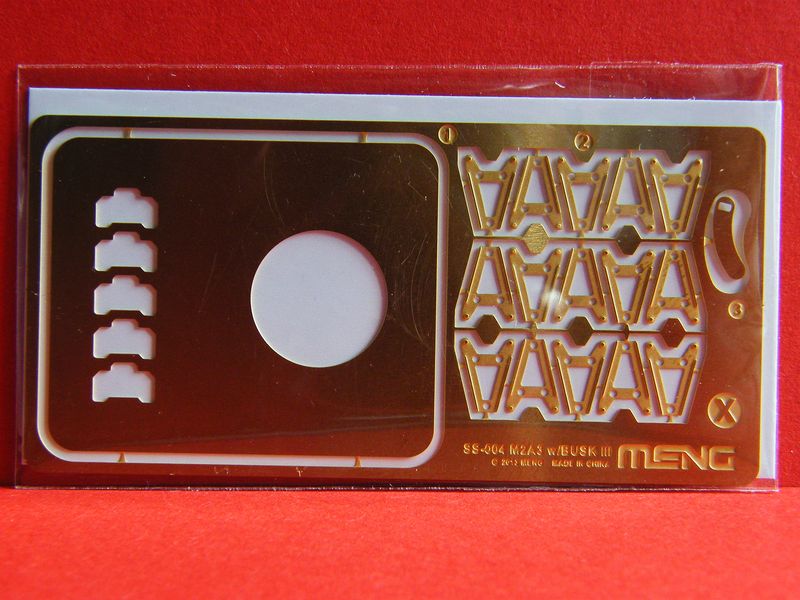 1
2
3
X
SS-004 M2A3 w/BUSK III
© 2013 MENG MADE IN CHINA
MENG